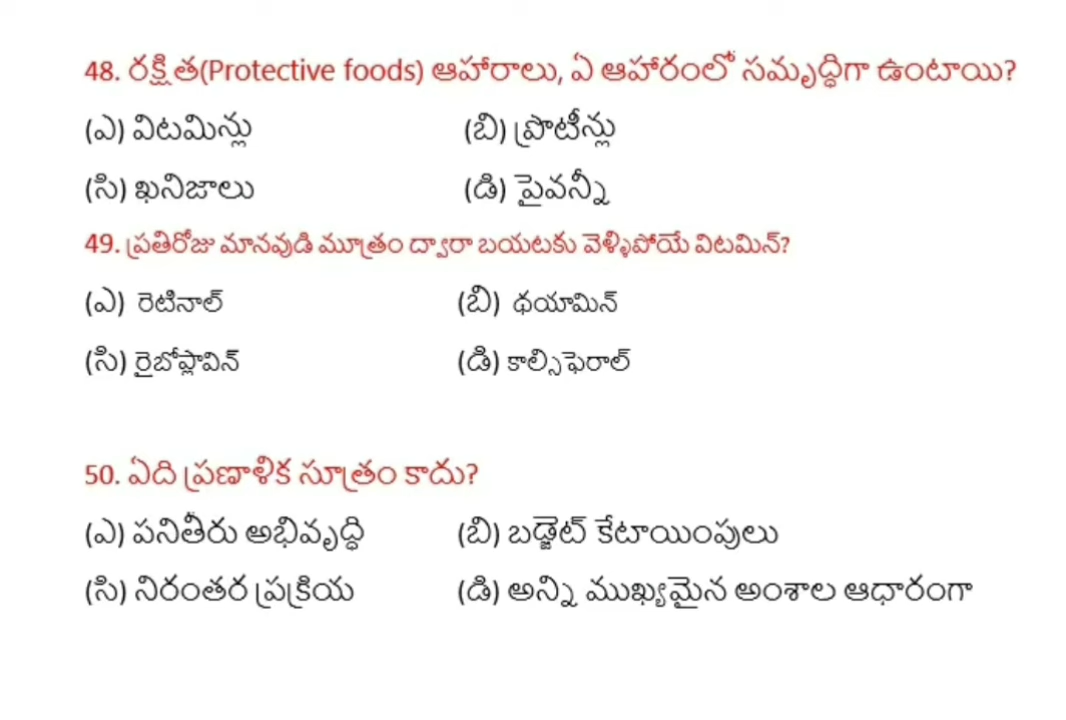 48. రక్షిత(Protective foods) ఆహారాలు, ఏ ఆహారంలో సమృద్ధిగా ఉంటాయి?
(ఎ) విటమిన్లు (బి) ప్రొటీన్లు
(సి) ఖనిజాలు (డి) పైవన్నీ
49. ప్రతిరోజు మానవుడి మూత్రం ద్వారా బయటకు వెళ్ళిపోయే విటమిన్?
(ఎ) రెటినాల్ (బి) థయామిన్
(సి) రైబోఫ్లావిన్ (డి) కాల్సిఫెరాల్
50. ఏది ప్రణాళిక సూత్రం కాదు?
(ఎ) పనితీరు అభివృద్ధి (బి) బడ్జెట్ కేటాయింపులు
(సి) నిరంతర ప్రక్రియ (డి) అన్ని ముఖ్యమైన అంశాల ఆధారంగా